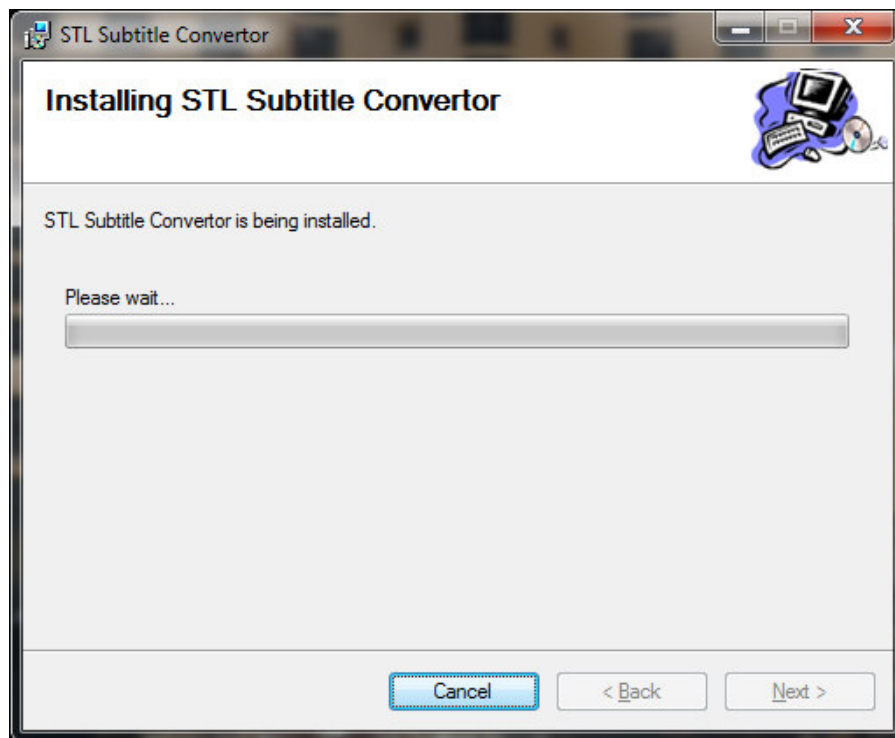 STL Subtitle Convertor
Installing STL Subtitle Convertor
STL Subtitle Convertor is being installed.
Please wait...
Cancel
< Back
Next >